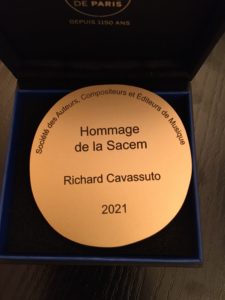 DE PARIS
DEPUIS 1150 ANS
Société des Auteurs, Compositeurs et Éditeurs de Musique
Hommage
de la Sacem
Richard Cavassuto
2021